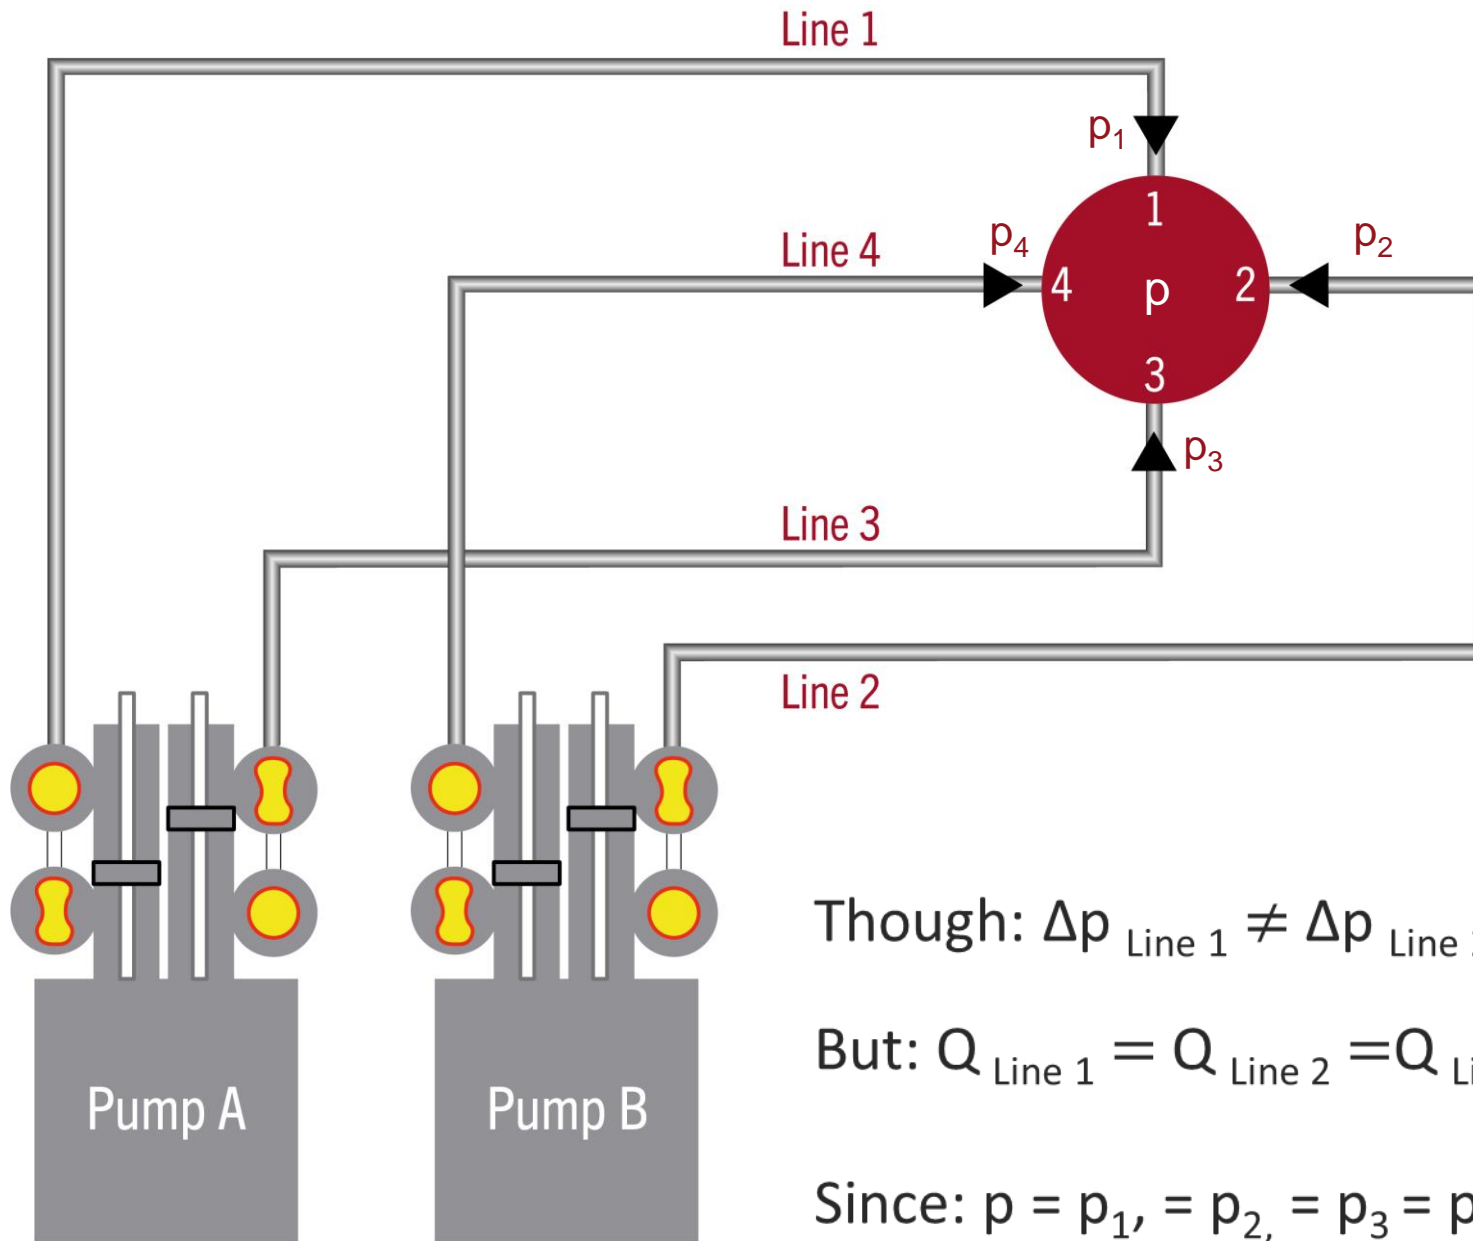 Line 1
p₁
Line 4
p₄
p₂
1
4
p
2
3
p₃
Line 3
Line 2
Though: Δp Line 1 ≠ Δp Line
But: Q Line 1 = Q Line 2 =Q
Pump A
Pump B
Since: p = p₁, = p₂, = p₃ = p